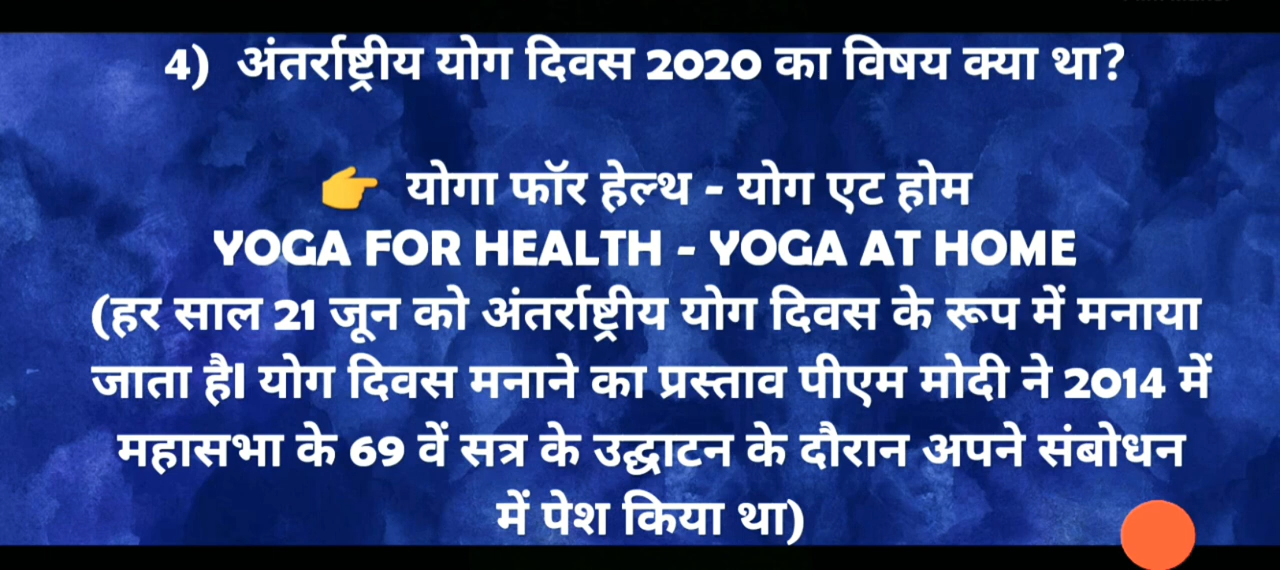 4) अंतर्राष्ट्रीय योग दिवस 2020 का विषय क्या था?
👉 योगा फॉर हेल्थ - योग एट होम
YOGA FOR HEALTH - YOGA AT HOME
(हर साल 21 जून को अंतर्राष्ट्रीय योग दिवस के रूप में मनाया
जाता है। योग दिवस मनाने का प्रस्ताव पीएम मोदी ने 2014 में
महासभा के 69 वें सत्र के उद्घाटन के दौरान अपने संबोधन
में पेश किया था)